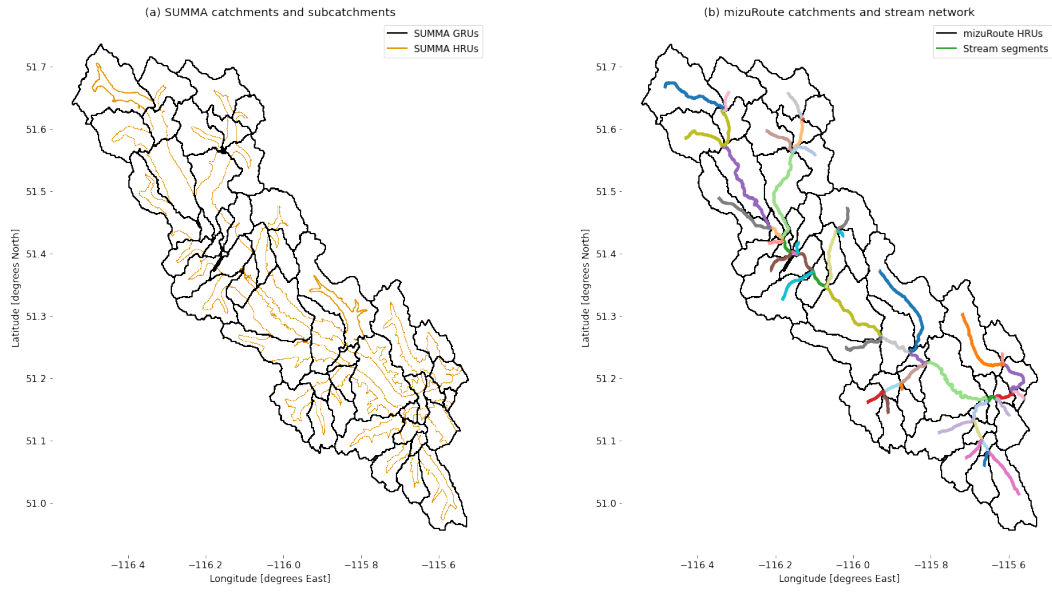 (a) SUMMA catchments and subcatchments
SUMMA GRUs
SUMMA HRUs
51.7
51.6
51.5
51.4
51.3
51.2
51.1
51.0
Latitude [degrees North]
−116.4
−116.2
−116.0
−115.8
−115.6
Longitude [degrees East]
(b) mizuRoute catchments and stream network
mizuRoute HRUs
Stream segments
51.7
51.6
51.5
51.4
51.3
51.2
51.1
51.0
Latitude [degrees North]
−116.4
−116.2
−116.0
−115.8
−115.6
Longitude [degrees East]